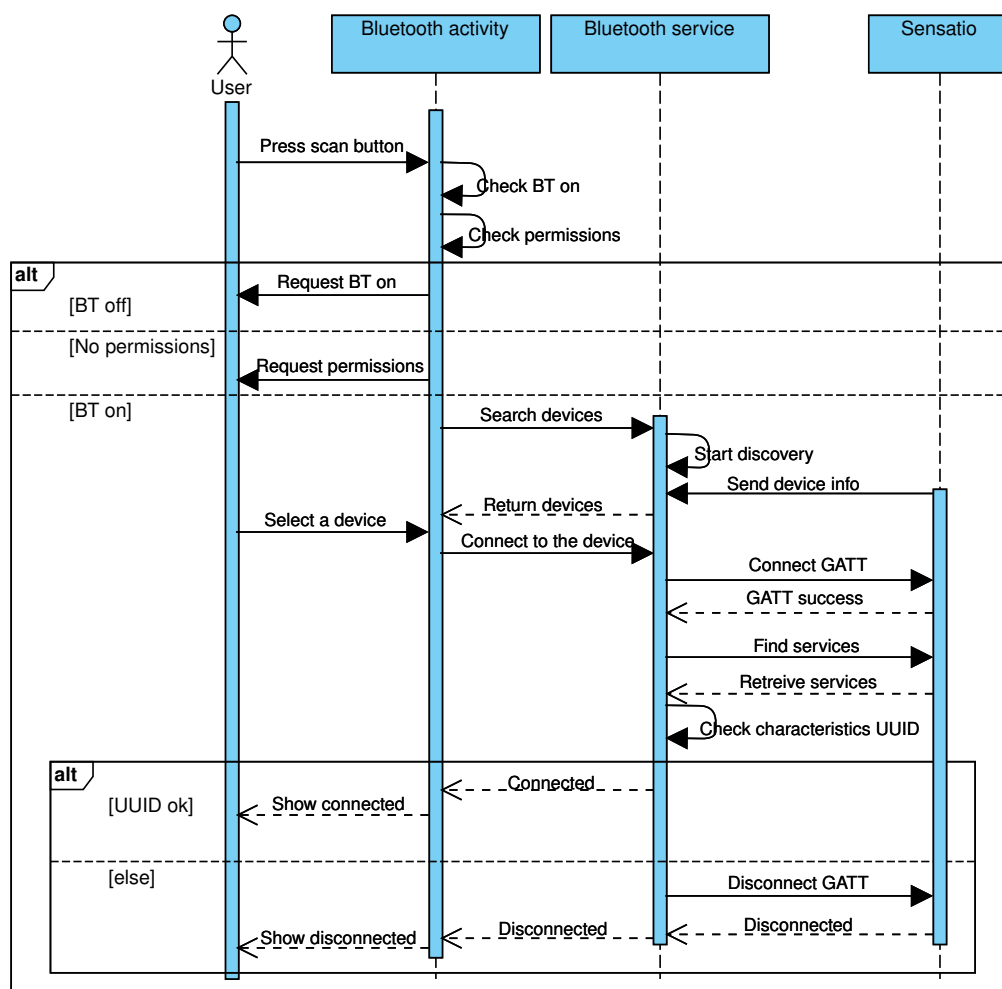 Bluetooth activity
Bluetooth service
Sensatio
User
Press scan button
Check BT on
Check permissions
alt
Request BT on
[BT off]
[No permissions]
Request permissions
[BT on]
Search devices
Start discovery
Send device info
Return devices
Select a device
Connect to the device
Connect GATT
GATT success
Find services
Retreive services
Check characteristics UUID
alt
Connected
[UUID ok]
Show connected
[else]
Disconnect GATT
Disconnected
Disconnected
Show disconnected